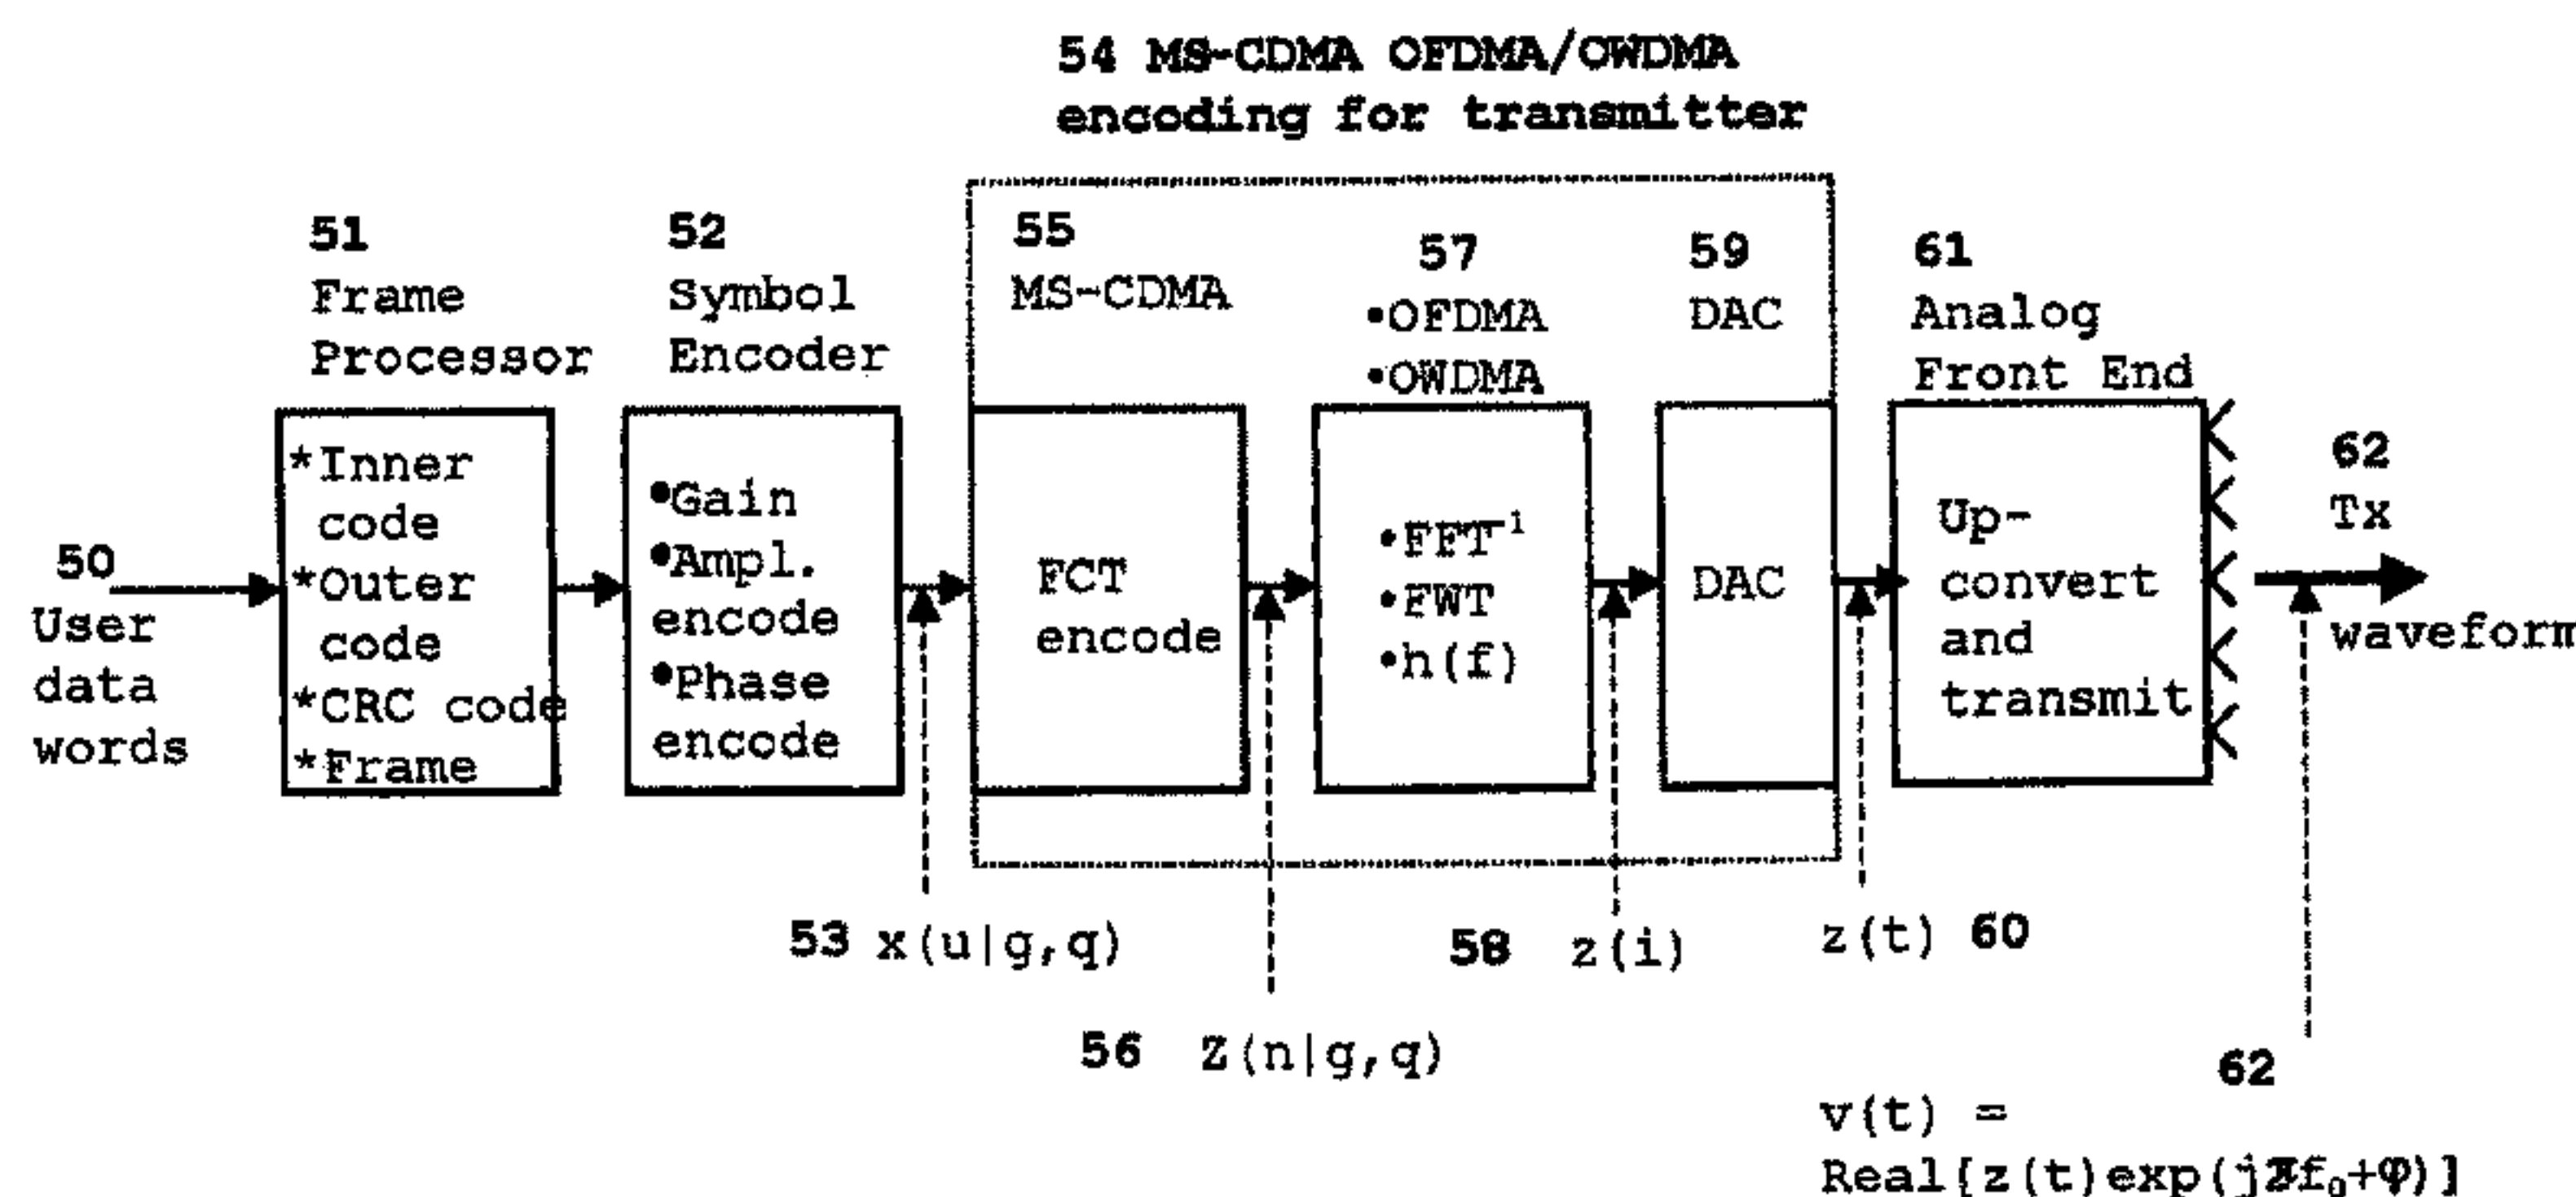 54 MS-CDMA OFDMA/OWDMA
encoding for transmitter
51
Frame
Processor
52
Symbol
Encoder
55
MS-CDMA
57
•OFDMA
•OWDMA
59
DAC
61
Analog
Front End
50
User
data
words
*Inner
code
*Outer
code
*CRC code
*Frame
•Gain
•Ampl.
encode
•Phase
encode
FCT
encode
•FFT⁻¹
•FWT
•h(f)
DAC
Up-
convert
and
transmit
62
Tx
waveform
53 x(u|g,q)
56 Z(n|g,q)
58 z(i)
z(t) 60
62
v(t) =
Real[z(t)exp(j2πf₀+φ)]